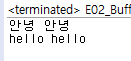 <terminated> E02_Buff
안녕 안녕
hello hello